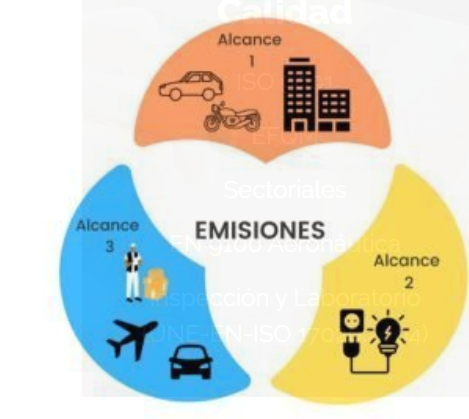 Calidad
Alcance
1
Sectoriales
EMISIONES
Alcance
3
EN 9100 Aeronáutica
Alcance
2
Inspección y Laboratorio